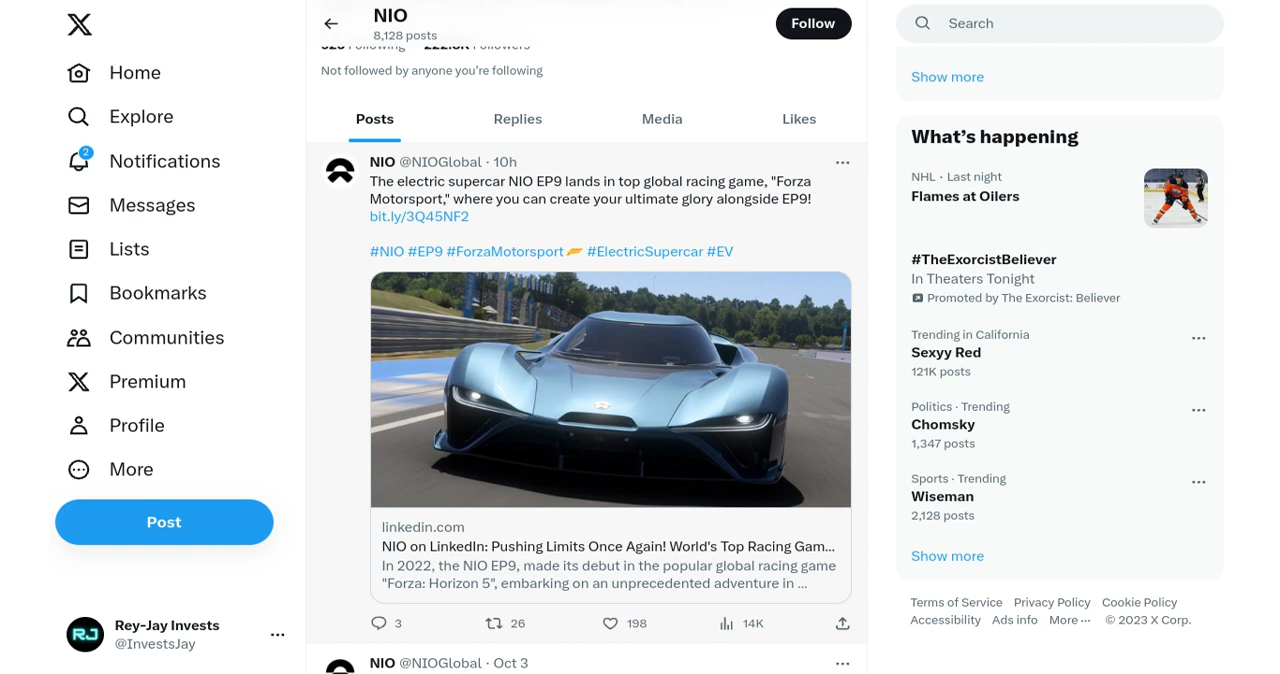 NIO
8,128 posts
Follow
Following Followers
Not followed by anyone you're following
Posts
Replies
Media
Likes
Home
Explore
2
Notifications
Messages
Lists
Bookmarks
Communities
Premium
Profile
More
Post
RJ
Rey-Jay Invests
@InvestsJay
NIO @NIOGlobal · 10h
The electric supercar NIO EP9 lands in top global racing game, "Forza
Motorsport," where you can create your ultimate glory alongside EP9!
bit.ly/3Q45NF2
#NIO #EP9 #ForzaMotorsport #ElectricSupercar #EV
linkedin.com
NIO on LinkedIn: Pushing Limits Once Again! World's Top Racing Gam...
In 2022, the NIO EP9, made its debut in the popular global racing game
"Forza: Horizon 5", embarking on an unprecedented adventure in ...
3
26
198
14K
NIO @NIOGlobal · Oct 3
Search
Show more
What's happening
NHL · Last night
Flames at Oilers
#TheExorcistBeliever
In Theaters Tonight
Promoted by The Exorcist: Believer
Trending in California
Sexyy Red
121K posts
Politics · Trending
Chomsky
1,347 posts
Sports · Trending
Wiseman
2,128 posts
Show more
Terms of Service Privacy Policy Cookie Policy
Accessibility Ads info More ··· © 2023 X Corp.